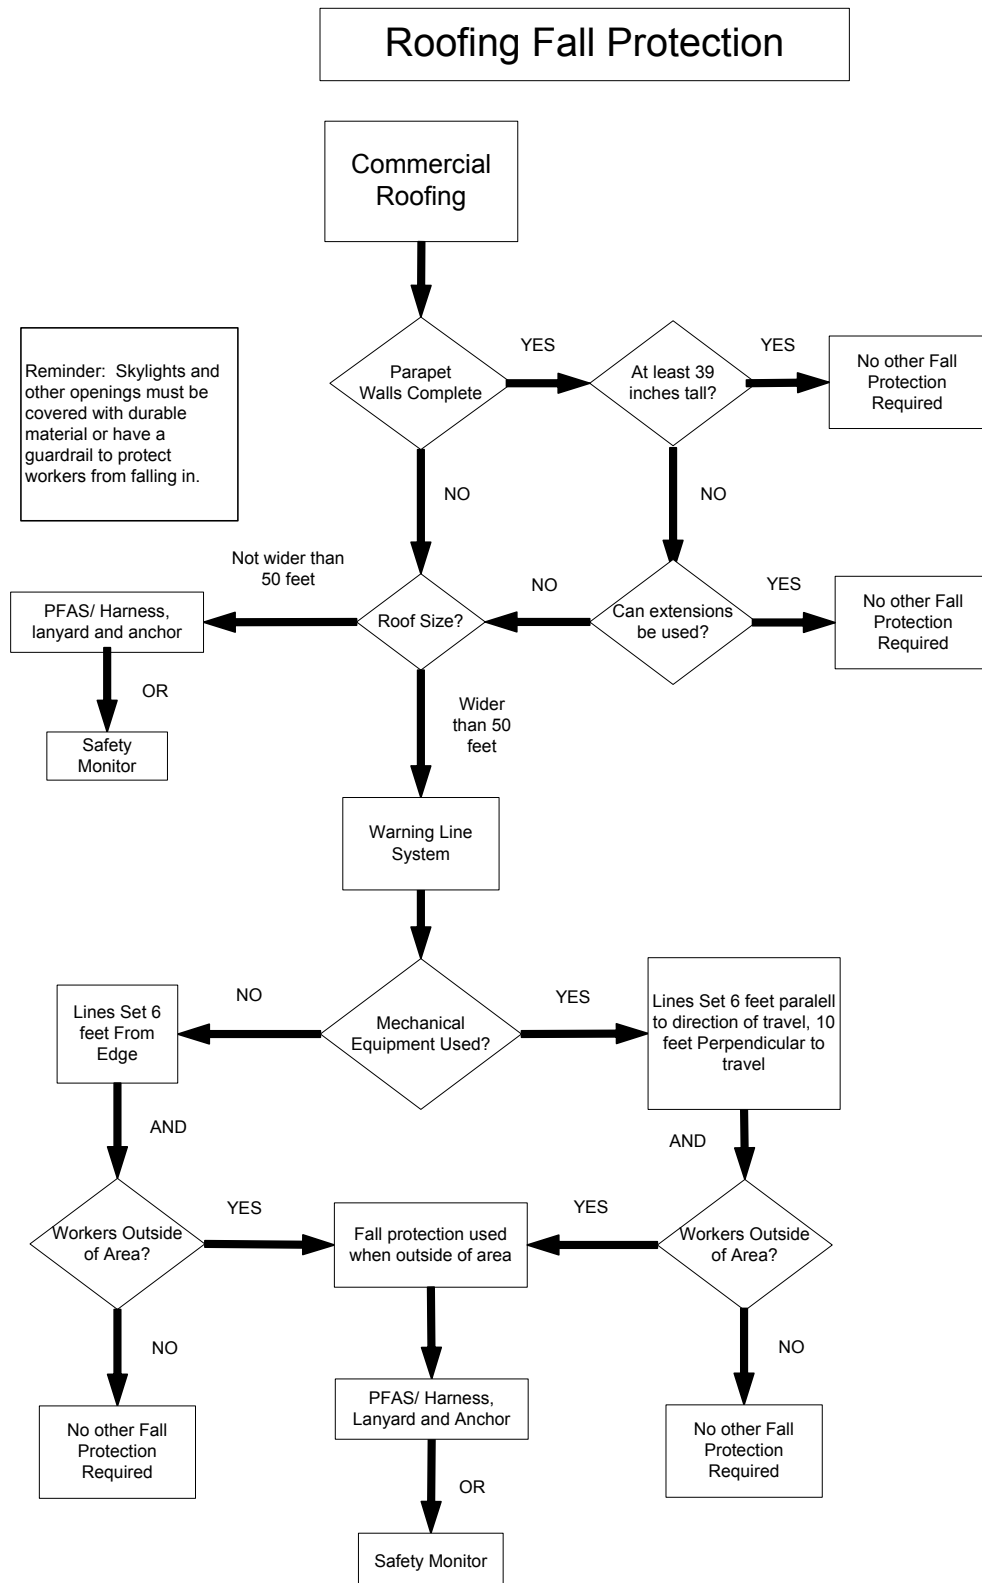 Roofing Fall Protection
Commercial
Roofing
Parapet
Walls Complete
YES
At least 39
inches tall?
YES
No other Fall
Protection
Required
Reminder:  Skylights and
other openings must be
covered with durable
material or have a
guardrail to protect
workers from falling in.
NO
NO
Not wider than
50 feet
PFAS/ Harness,
lanyard and anchor
Roof Size?
NO
Can extensions
be used?
YES
No other Fall
Protection
Required
OR
Safety
Monitor
Wider
than 50
feet
Warning Line
System
Mechanical
Equipment Used?
NO
Lines Set 6
feet From
Edge
YES
Lines Set 6 feet paralell
to direction of travel, 10
feet Perpendicular to
travel
AND
AND
Workers Outside
of Area?
YES
Fall protection used
when outside of area
YES
Workers Outside
of Area?
NO
No other Fall
Protection
Required
PFAS/ Harness,
Lanyard and Anchor
NO
No other Fall
Protection
Required
OR
Safety Monitor